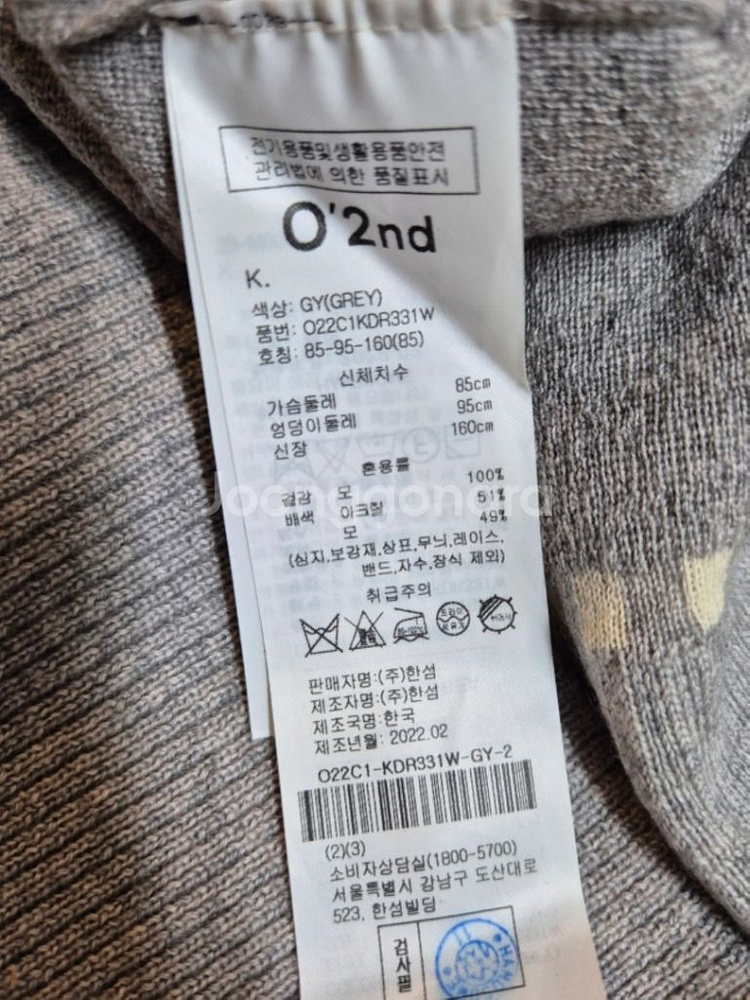 전기용품및생활용품안전
관리법에 의한 품질표시
O'2nd
K.
색상: GY(GREY)
품번: O22C1KDR331W
호칭: 85-95-160(85)
신체치수
가슴둘레 85cm
엉덩이둘레 95cm
신장 160cm
혼용률
겉감 모 100%
배색 아크릴 51%
모 49%
(심지,보강재,상표,무늬,레이스,
밴드,자수,장식 제외)
취급주의
드라이
판매자명:(주)한섬
제조자명:(주)한섬
제조국명:한국
제조년월: 2022.02
O22C1-KDR331W-GY-2
(2)(3)
소비자상담실(1800-5700)
서울특별시 강남구 도산대로
523, 한섬빌딩
검사필
Joonggonara